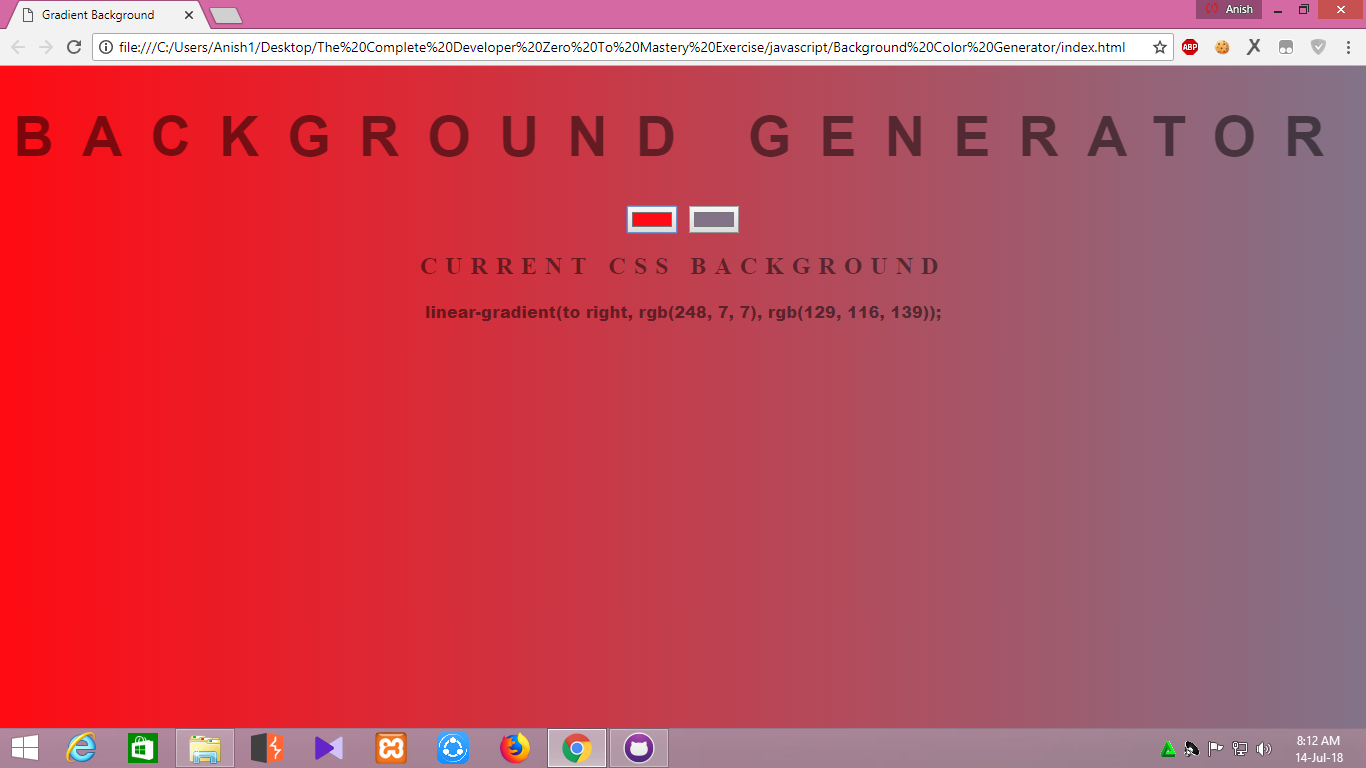 Gradient Background
Anish
file:///C:/Users/Anish1/Desktop/The%20Complete%20Developer%20Zero%20To%20Mastery%20Exercise/javascript/Background%20Color%20Generator/index.html
ABP
BACKGROUND GENERATOR
CURRENT CSS BACKGROUND
linear-gradient(to right, rgb(248, 7, 7), rgb(129, 116, 139));
8:12 AM
14-Jul-18